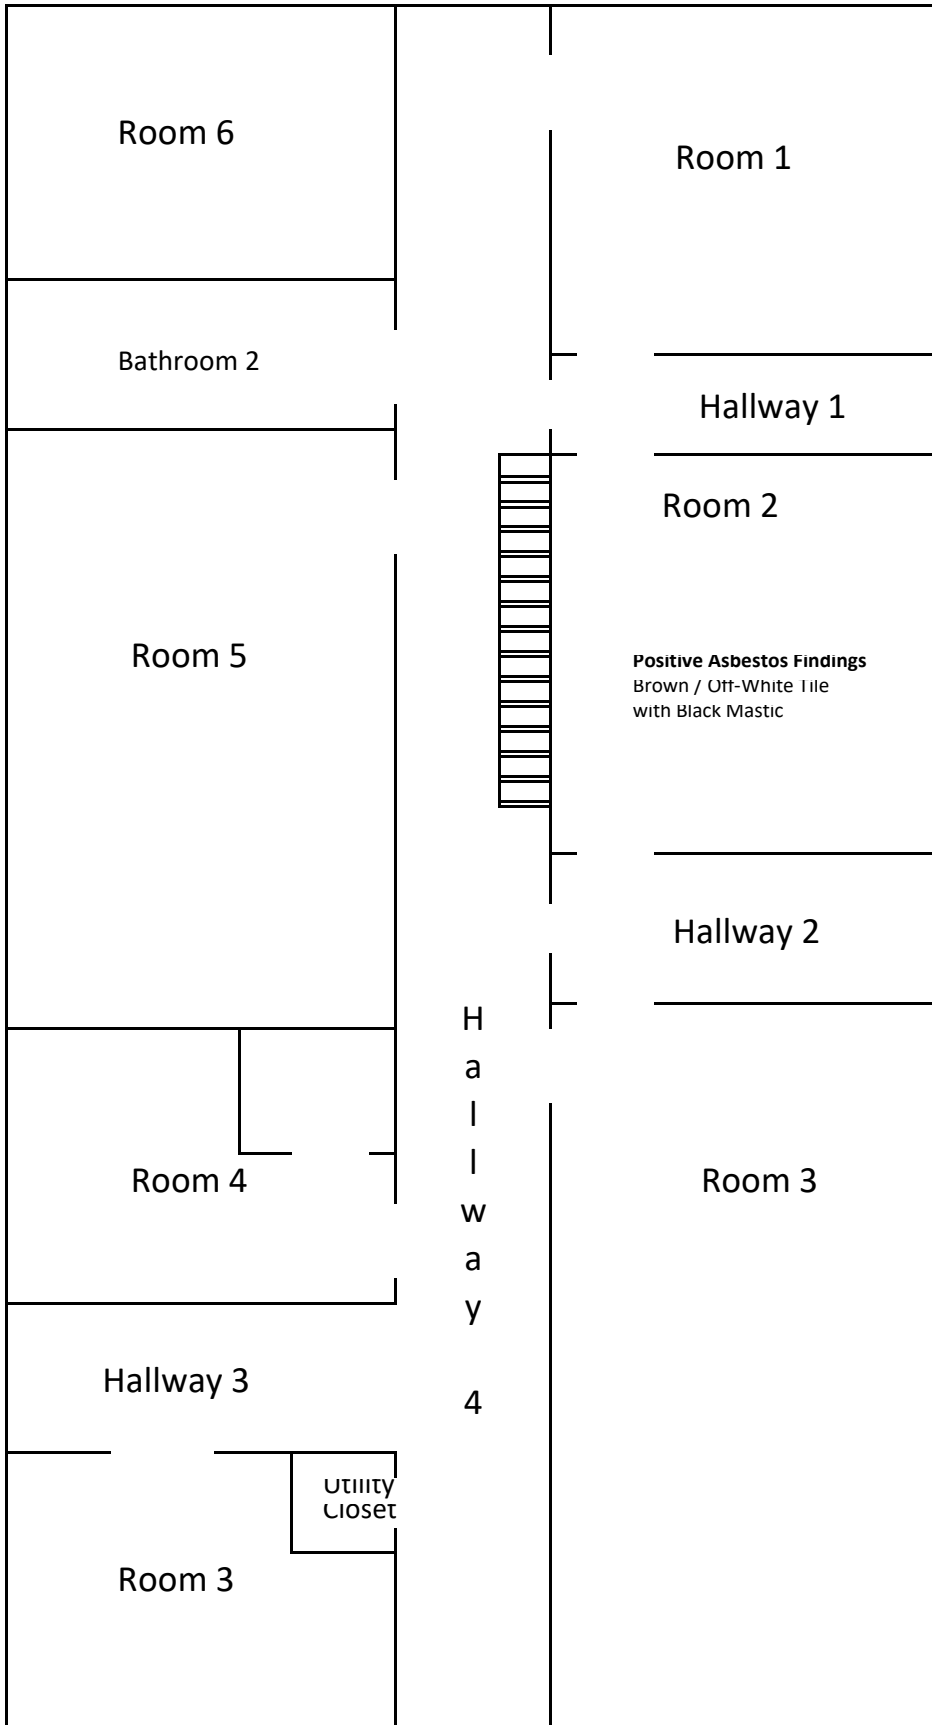 Room 6
Room 1
Bathroom 2
Hallway 1
Room 2
Room 5
Positive Asbestos Findings
Brown / Off-White Tile
with Black Mastic
Hallway 2
Hallway 4
Room 4
Room 3
Hallway 3
Utility
Closet
Room 3